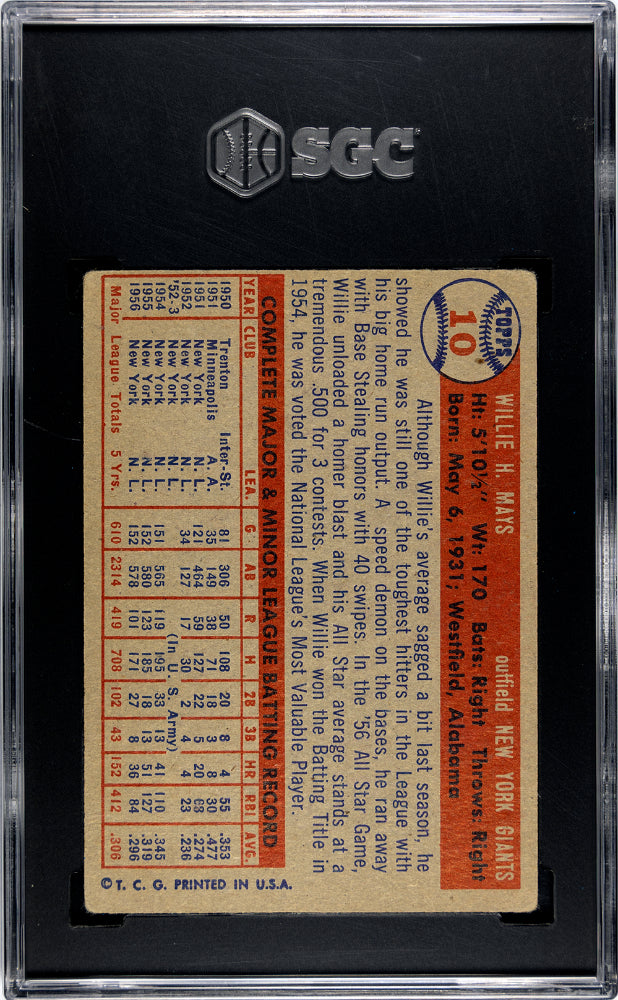 SGC
TOPPS
10
WILLIE H. MAYS outfield NEW YORK GIANTS
Ht: 5'10½" Wt: 170 Bats: Right Throws: Right
Born: May 6, 1931; Westfield, Alabama
Although Willie's average sagged a bit last season, he
showed he was still one of the toughest hitters in the League with
his big home run output. A speed demon on the bases, he ran away
with Base Stealing honors with 40 swipes. In the '56 All Star Game,
Willie unloaded a homer blast and his All Star average stands at a
tremendous .500 for 3 contests. When Willie won the Batting Title in
1954, he was voted the National League's Most Valuable Player.
COMPLETE MAJOR & MINOR LEAGUE BATTING RECORD
YEAR CLUB LEA. G AB R H 2B 3B HR RBI AVG.
1950 Trenton Inter-St. 81 306 50 108 20 8 4 55 .353
1951 Minneapolis A. A. 35 149 38 71 18 3 8 30 .477
1951 New York N. L. 121 464 59 127 22 5 20 68 .274
1952 New York N. L. 34 127 17 30 2 4 4 23 .236
'52-3 (In U. S. Army)
1954 New York N. L. 151 565 119 195 33 13 41 110 .345
1955 New York N. L. 152 580 123 185 18 13 51 127 .319
1956 New York N. L. 152 578 101 171 27 8 36 84 .296
Major League Totals 5 Yrs. 610 2314 419 708 102 43 152 412 .306
© T. C. G. PRINTED IN U.S.A.